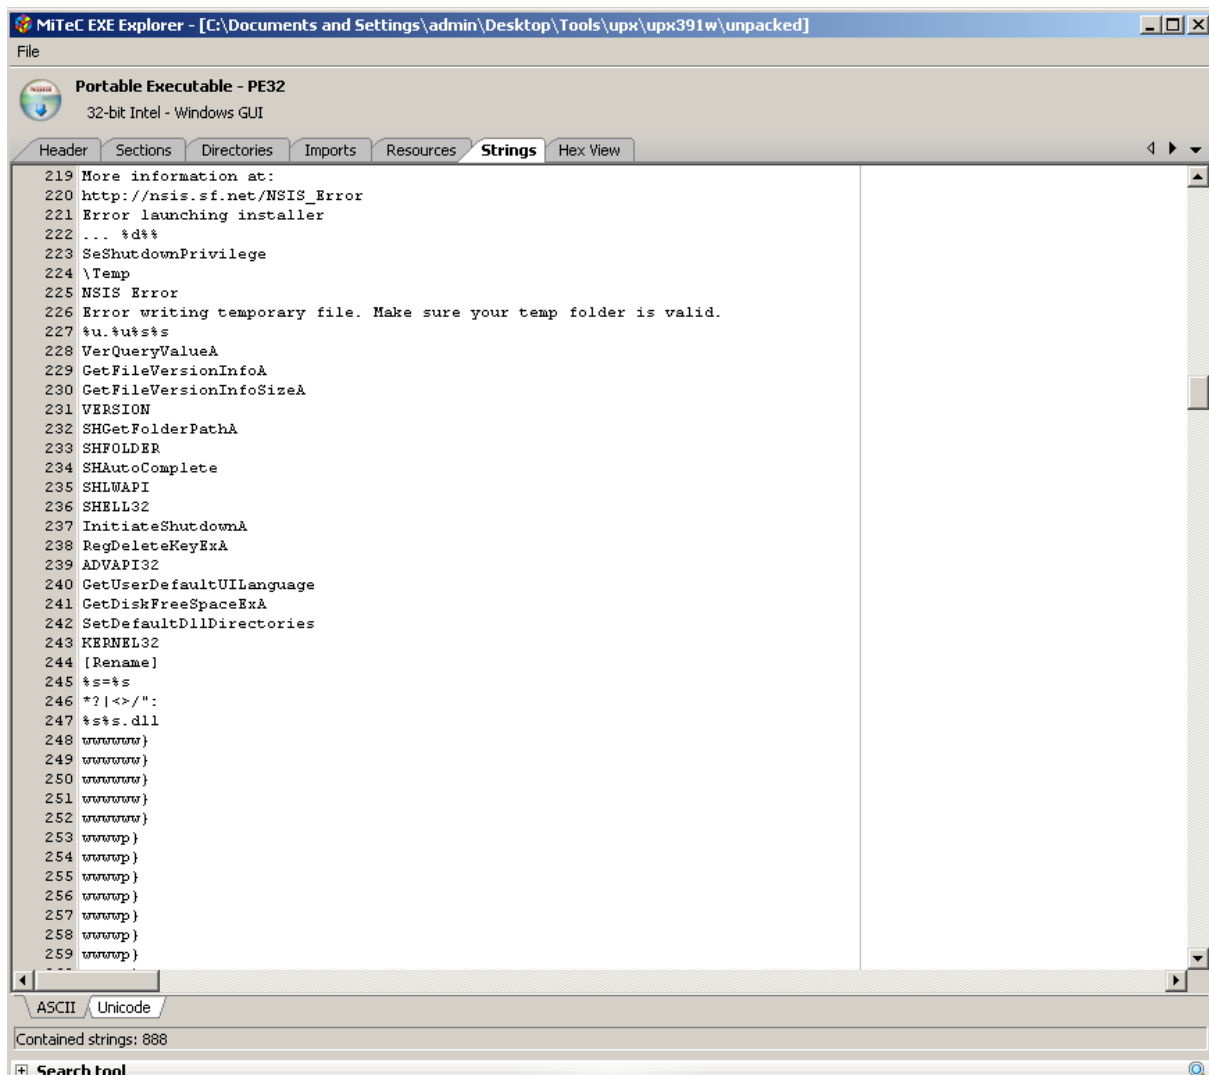 MiTeC EXE Explorer - [C:\Documents and Settings\admin\Desktop\Tools\upx\upx391w\unpacked]
File
Portable Executable - PE32
32-bit Intel - Windows GUI
Header Sections Directories Imports Resources Strings Hex View
219 More information at:
220 http://nsis.sf.net/NSIS_Error
221 Error launching installer
222 ... %d%%
223 SeShutdownPrivilege
224 \Temp
225 NSIS Error
226 Error writing temporary file. Make sure your temp folder is valid.
227 %u.%u%s%s
228 VerQueryValueA
229 GetFileVersionInfoA
230 GetFileVersionInfoSizeA
231 VERSION
232 SHGetFolderPathA
233 SHFOLDER
234 SHAutoComplete
235 SHLWAPI
236 SHELL32
237 InitiateShutdownA
238 RegDeleteKeyExA
239 ADVAPI32
240 GetUserDefaultUILanguage
241 GetDiskFreeSpaceExA
242 SetDefaultDllDirectories
243 KERNEL32
244 [Rename]
245 %s=%s
246 *?|<>/":
247 %s%s.dll
248 wwwwww}
249 wwwwww}
250 wwwwww}
251 wwwwww}
252 wwwwww}
253 wwwwp}
254 wwwwp}
255 wwwwp}
256 wwwwp}
257 wwwwp}
258 wwwwp}
259 wwwwp}
ASCII Unicode
Contained strings: 888
Search tool